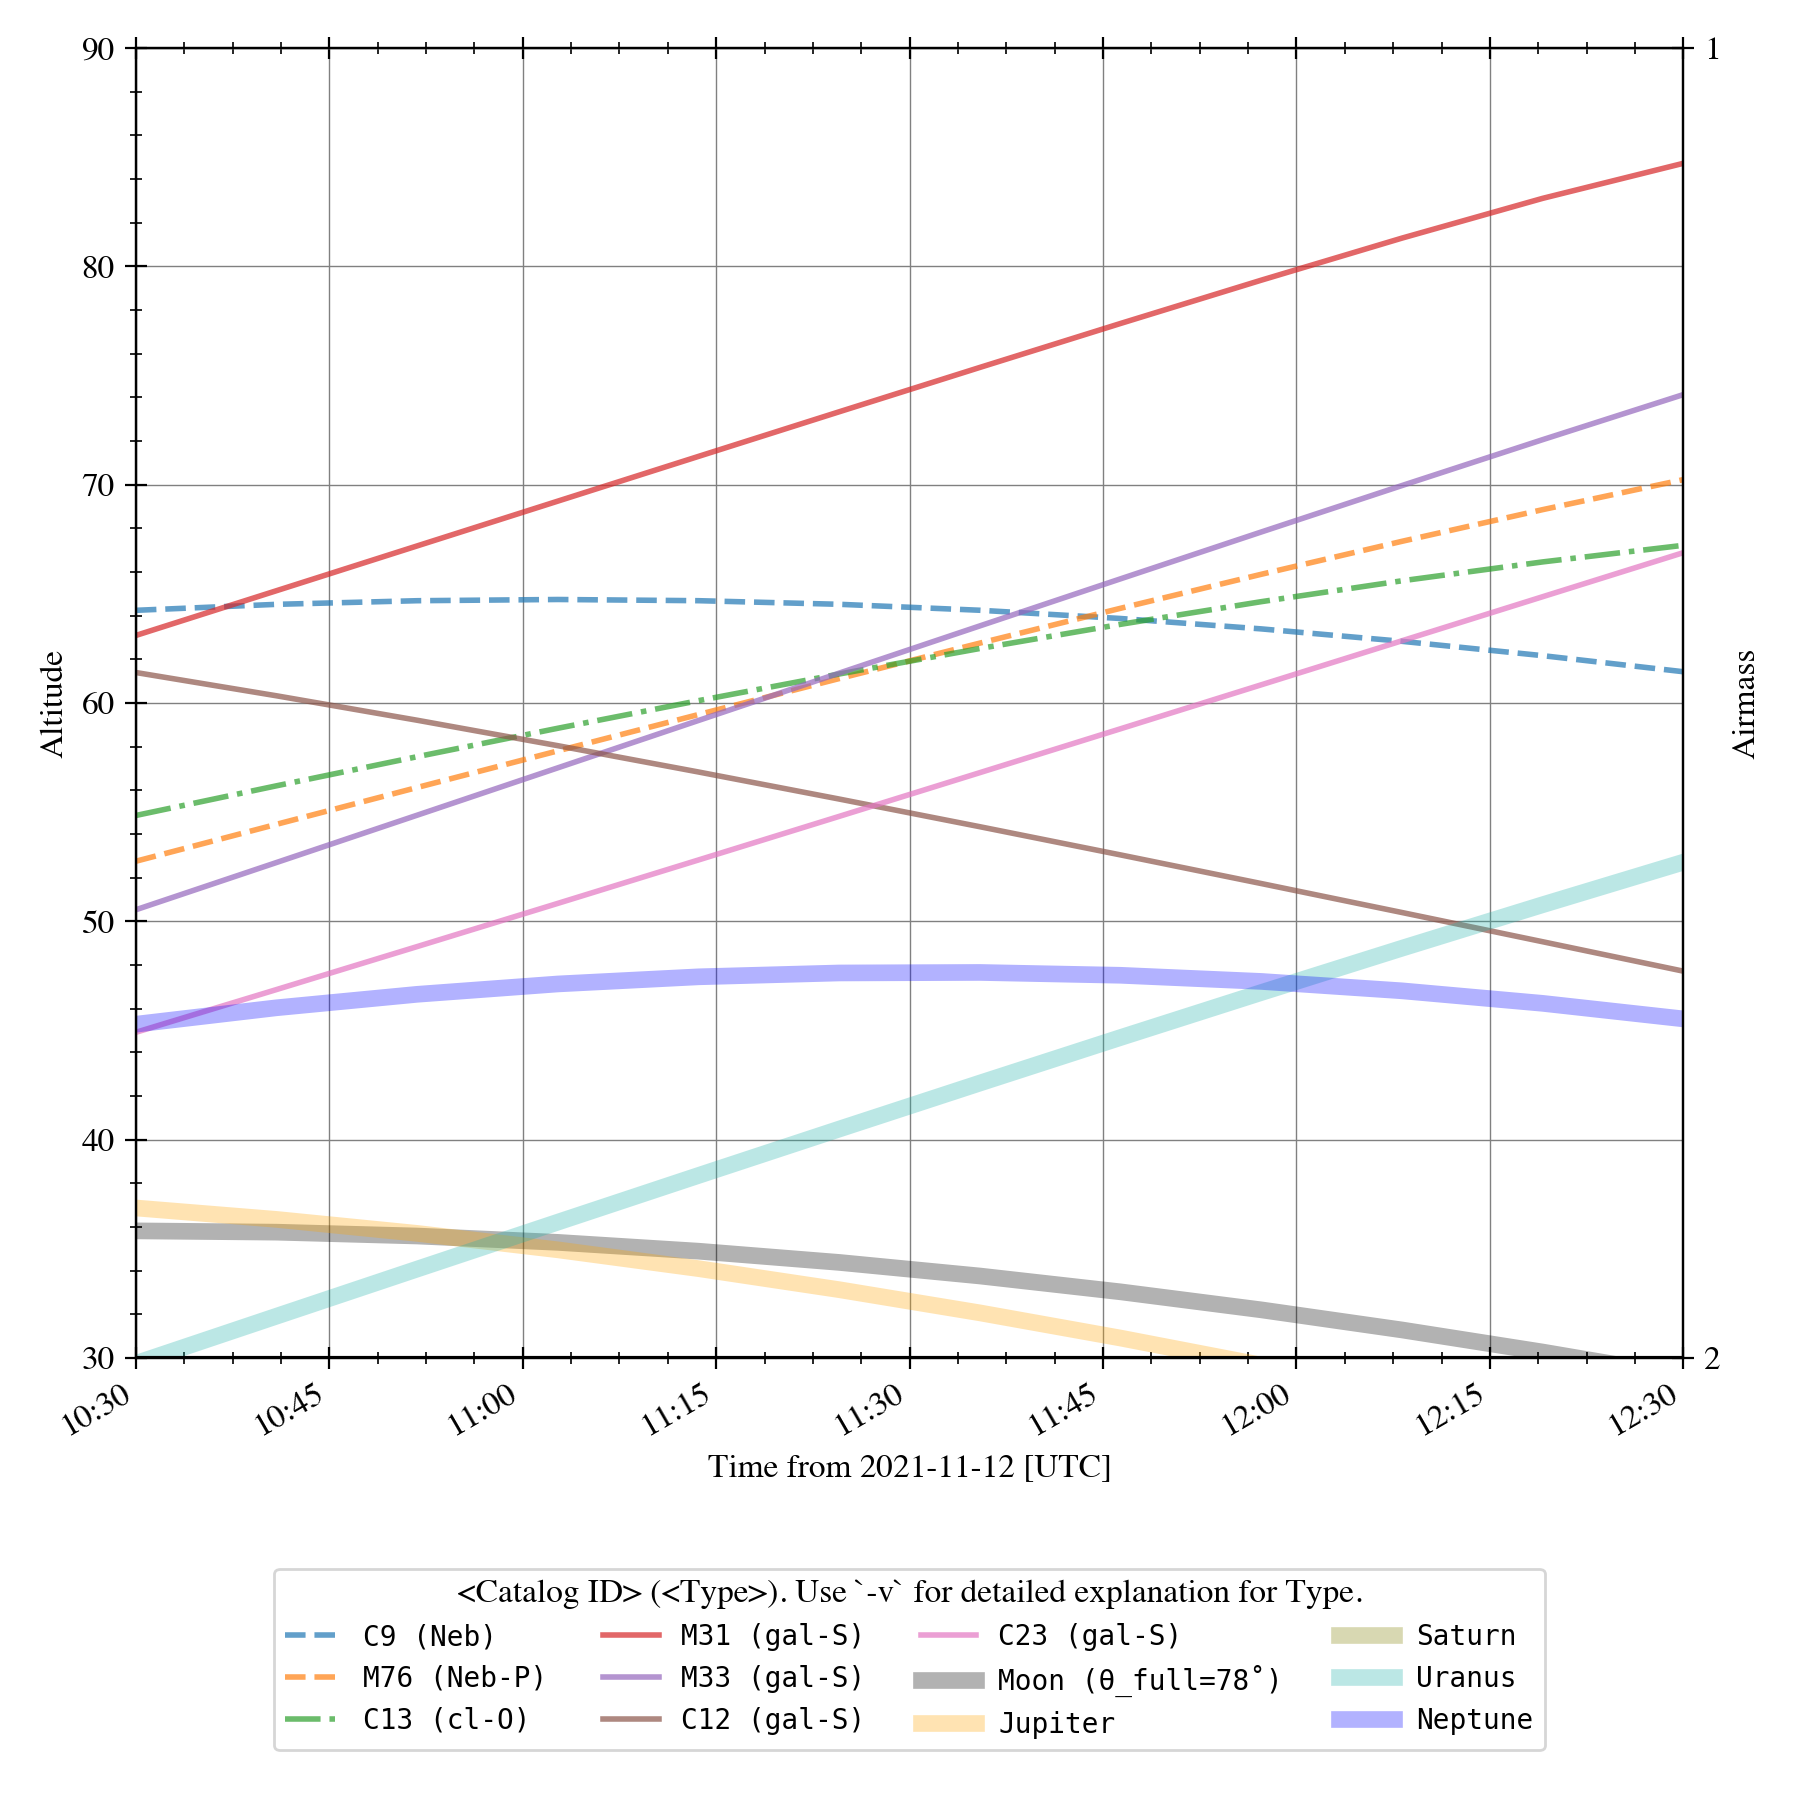 90
80
70
60
50
40
30
1
2
Altitude
Airmass
10:30
10:45
11:00
11:15
11:30
11:45
12:00
12:15
12:30
Time from 2021-11-12 [UTC]
<Catalog ID> (<Type>). Use `-v` for detailed explanation for Type.
C9 (Neb)
M76 (Neb-P)
C13 (cl-O)
M31 (gal-S)
M33 (gal-S)
C12 (gal-S)
C23 (gal-S)
Moon (θ_full=78˚)
Jupiter
Saturn
Uranus
Neptune